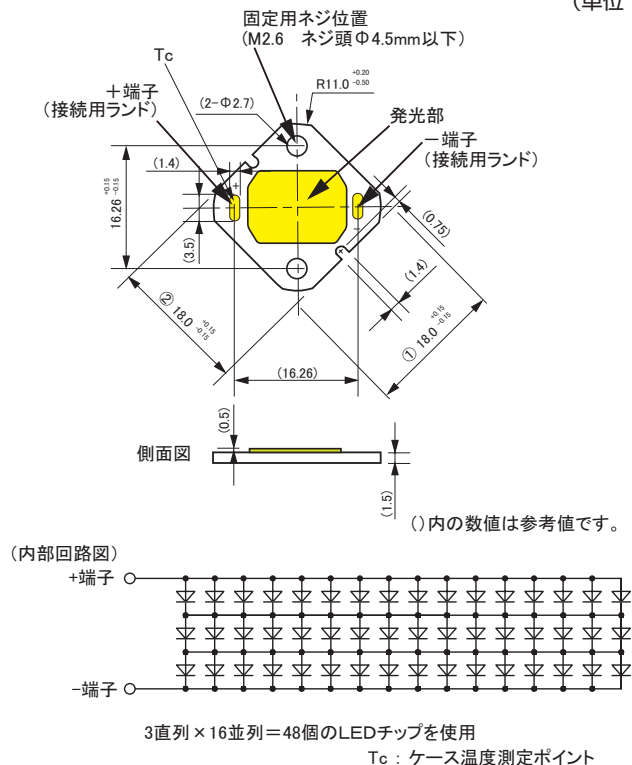 （単位
固定用ネジ位置
（M2.6　ネジ頭Φ4.5mm以下）
Tc
R11.0 +0.20 -0.50
＋端子
（接続用ランド）
(2-Φ2.7)
発光部
－端子
（接続用ランド）
(1.4)
+
16.26 +0.15 -0.15
(3.5)
-
+
(0.75)
(1.4)
② 18.0 +0.15 -0.15
① 18.0 +0.15 -0.15
(16.26)
(0.5)
側面図
(1.5)
()内の数値は参考値です。
(内部回路図)
+端子
-端子
3直列×16並列＝48個のLEDチップを使用
Tc : ケース温度測定ポイント